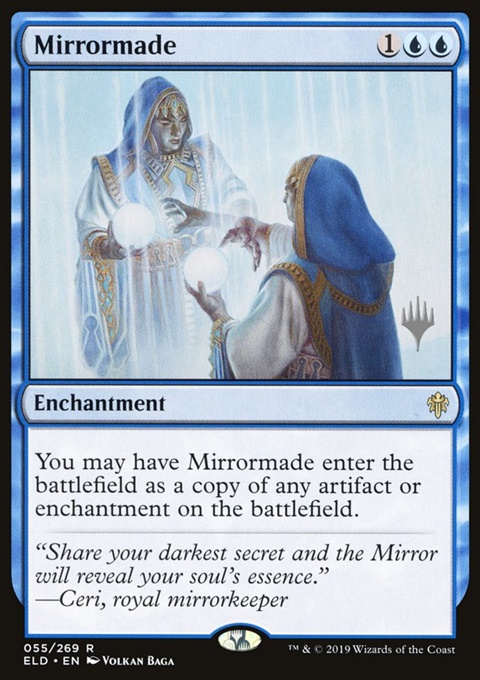 Mirrormade 1
Enchantment
You may have Mirrormade enter the
battlefield as a copy of any artifact or
enchantment on the battlefield.
“Share your darkest secret and the Mirror
will reveal your soul’s essence.”
—Ceri, royal mirrorkeeper
055/269 R
ELD • EN Volkan Baga
™ & © 2019 Wizards of the Coast